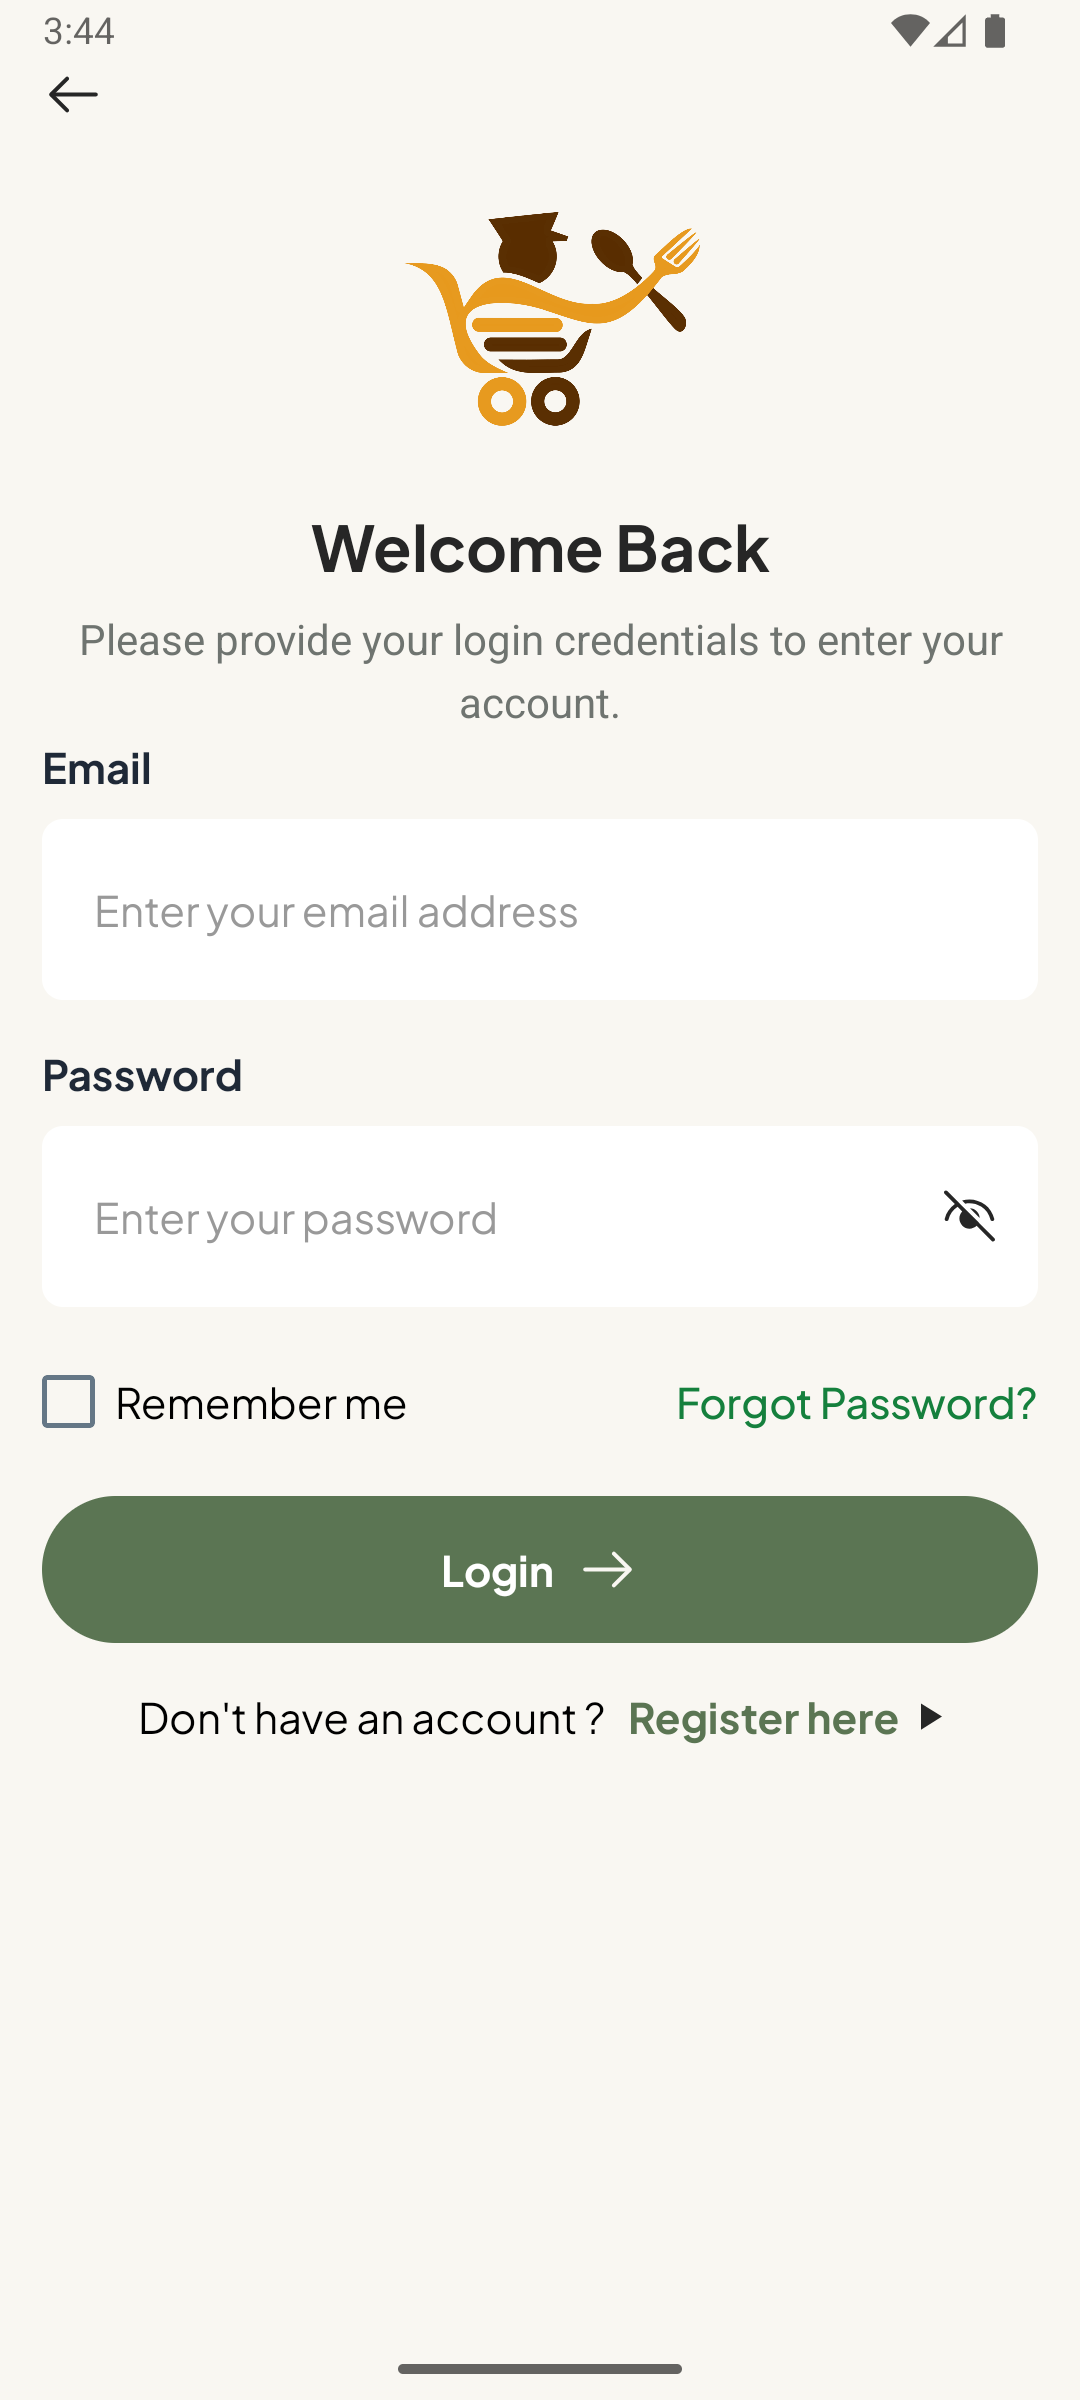 3:44
Welcome Back
Please provide your login credentials to enter your
account.
Email
Enter your email address
Password
Enter your password
Remember me
Forgot Password?
Login
Don't have an account ? Register here